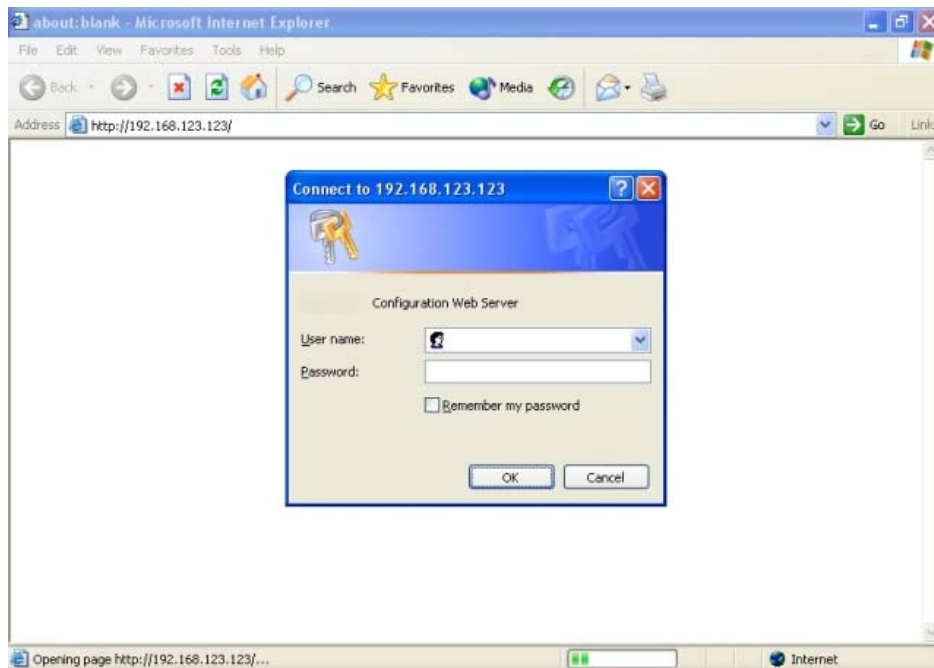 about:blank - Microsoft Internet Explorer
File Edit View Favorites Tools Help
Back Search Favorites Media
Address http://192.168.123.123/ Go Link
Connect to 192.168.123.123
Configuration Web Server
User name:
Password:
Remember my password
OK Cancel
Opening page http://192.168.123.123/... Internet